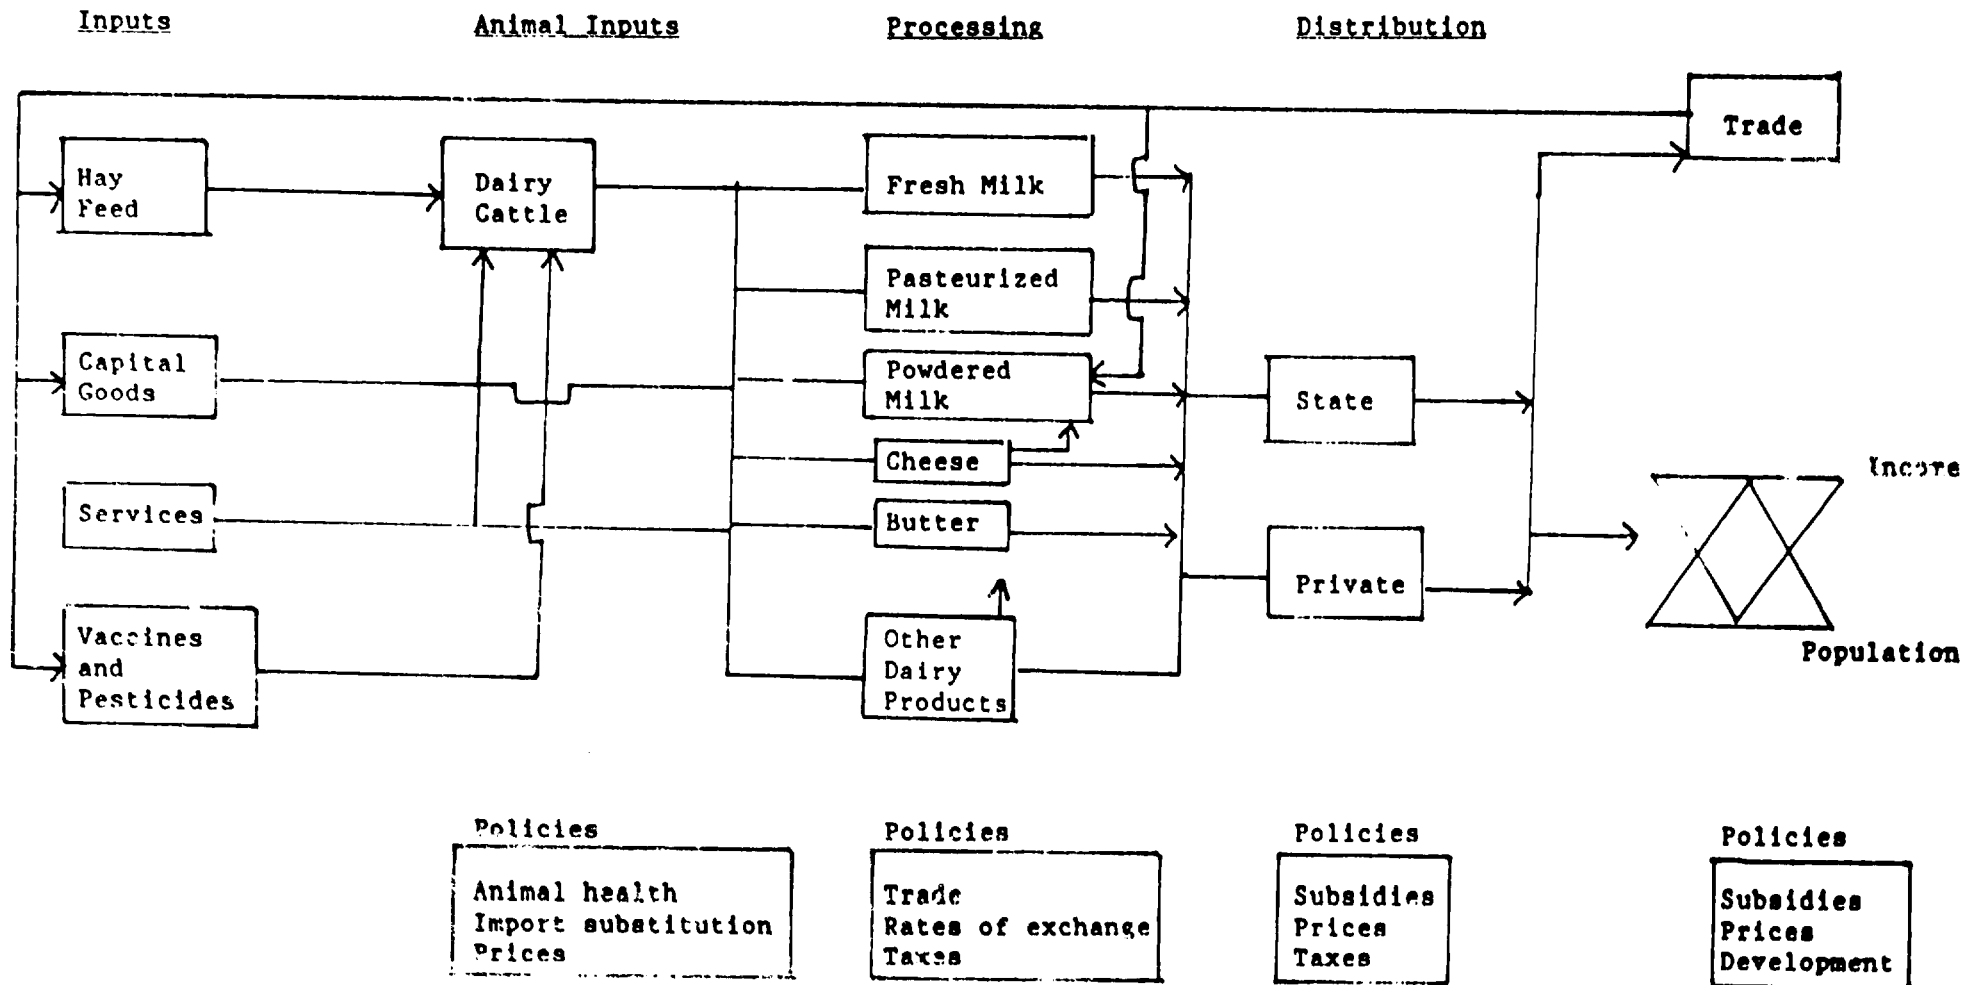 Inputs
Animal Inputs
Processing
Distribution
Trade
Hay
Feed
Dairy
Cattle
Fresh Milk
Pasteurized
Milk
Capital
Goods
Powdered
Milk
State
Cheese
Income
Services
Butter
Private
Vaccines
and
Pesticides
Other
Dairy
Products
Population
Policies
Animal health
Import substitution
Prices
Policies
Trade
Rates of exchange
Taxes
Policies
Subsidies
Prices
Taxes
Policies
Subsidies
Prices
Development